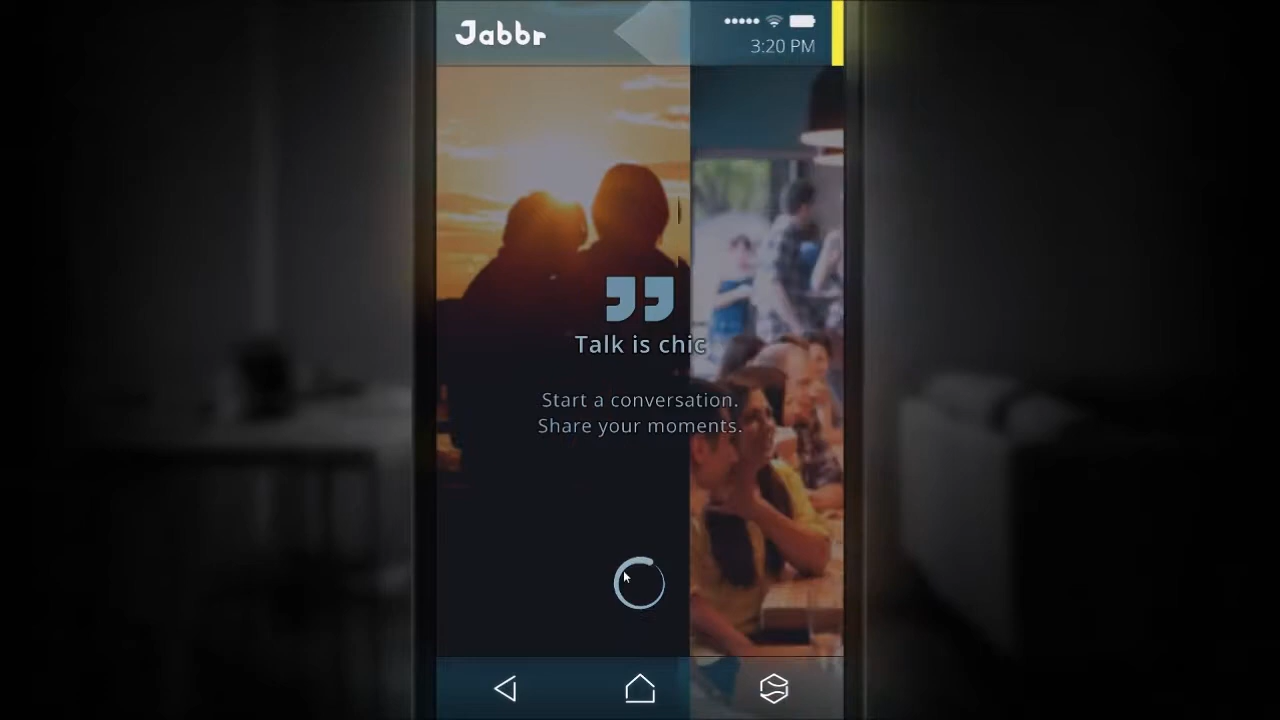 Jabbr
3:20 PM
Talk is chic
Start a conversation.
Share your moments.